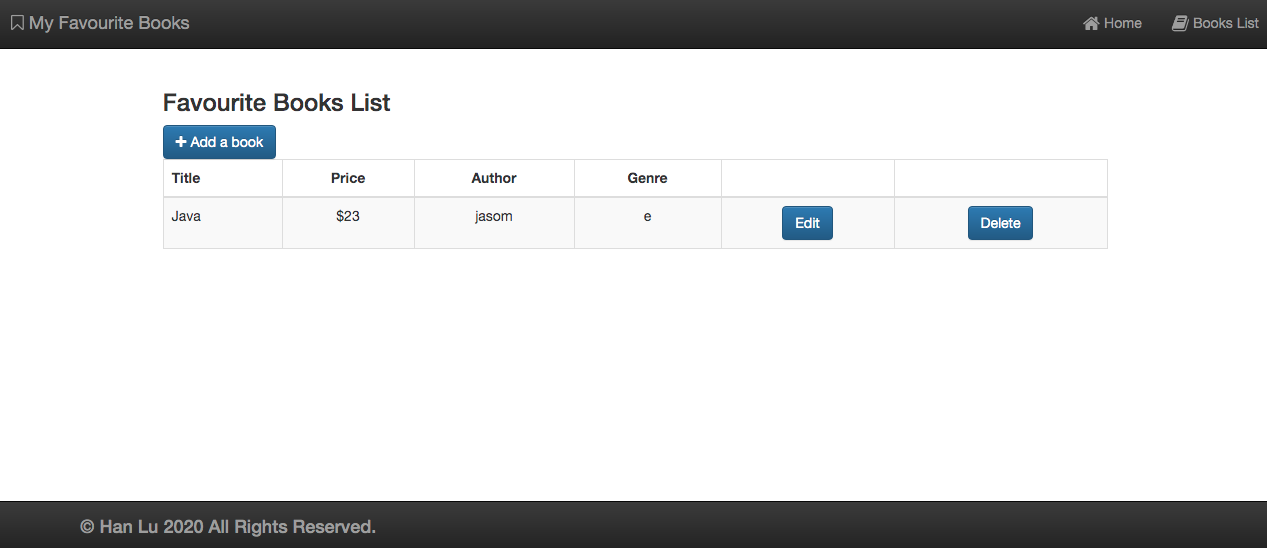 My Favourite Books Home Books List
Favourite Books List
Add a book
Title Price Author Genre
Java $23 jasom e Edit Delete
© Han Lu 2020 All Rights Reserved.